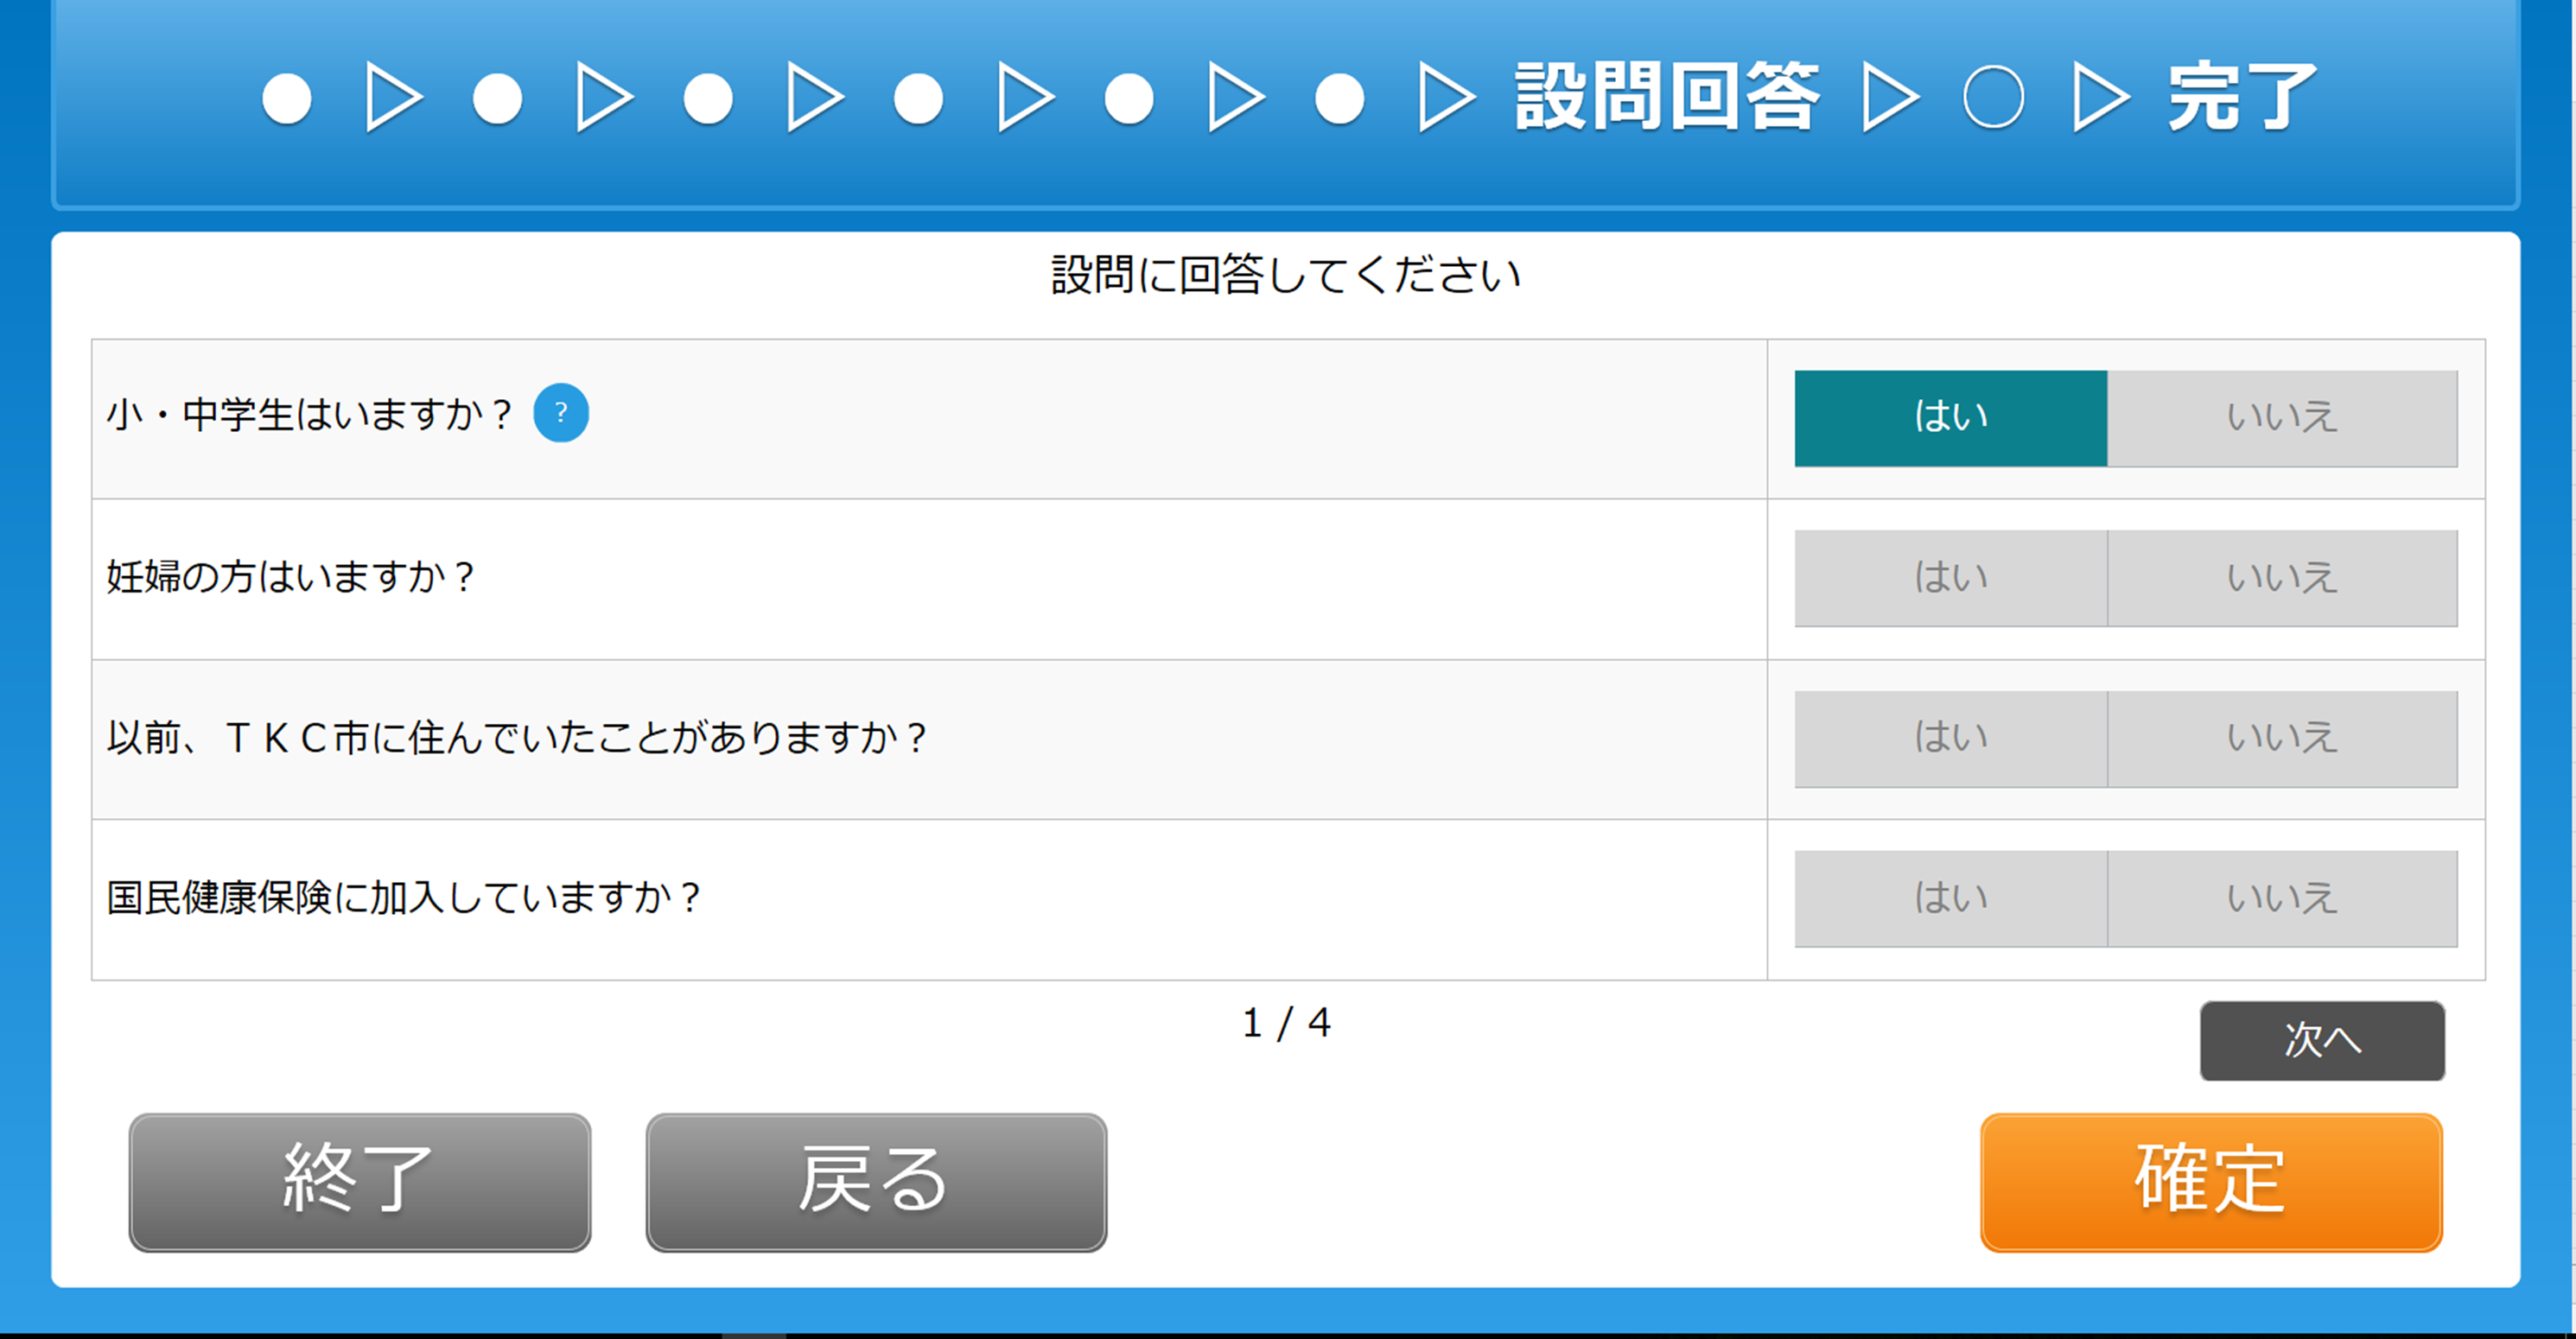 ● ▷ ● ▷ ● ▷ ● ▷ ● ▷ ● ▷ 設問回答 ▷ ○ ▷ 完了
設問に回答してください
小・中学生はいますか？ ? はい いいえ
妊婦の方はいますか？ はい いいえ
以前、ＴＫＣ市に住んでいたことがありますか？ はい いいえ
国民健康保険に加入していますか？ はい いいえ
1 / 4
次へ
終了 戻る 確定